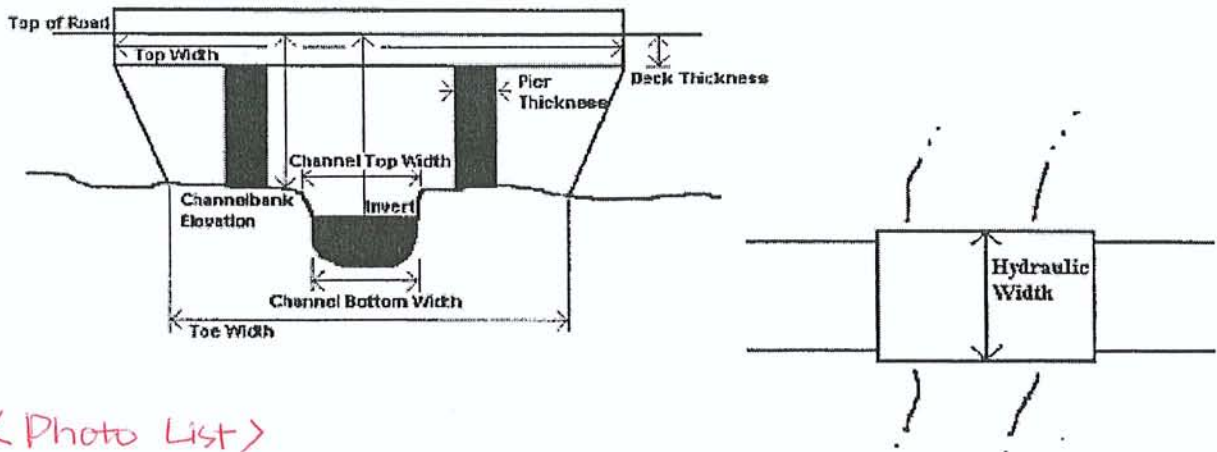 Top of Road
Top Width
Deck Thickness
Pier
Thickness
Channel Top Width
Channelbank
Elevation
Invert
Channel Bottom Width
Toe Width
Hydraulic
Width
<Photo List>